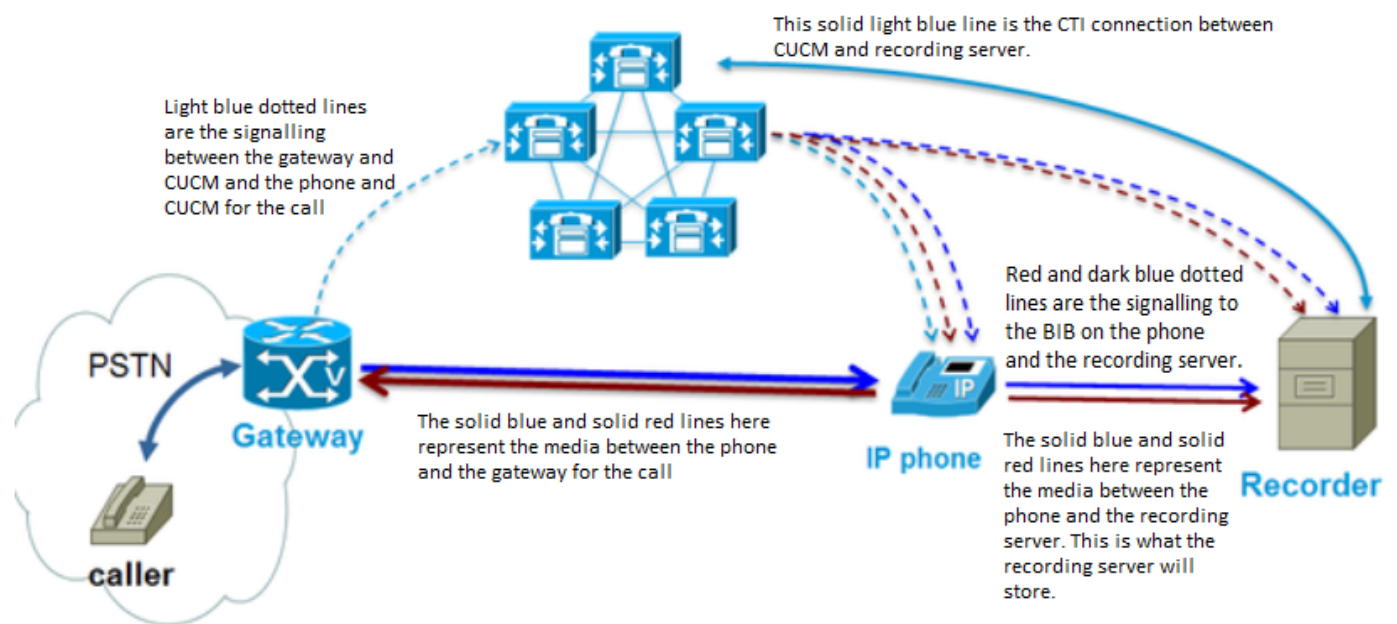 This solid light blue line is the CTI connection between
CUCM and recording server.
Light blue dotted lines
are the signalling
between the gateway and
CUCM and the phone and
CUCM for the call
Red and dark blue dotted
lines are the signalling to
the BIB on the phone
and the recording server.
PSTN
V
IP
Gateway
The solid blue and solid red lines here
represent the media between the phone
and the gateway for the call
IP phone
The solid blue and solid
red lines here represent
the media between the
phone and the recording
server. This is what the
recording server will
store.
Recorder
caller